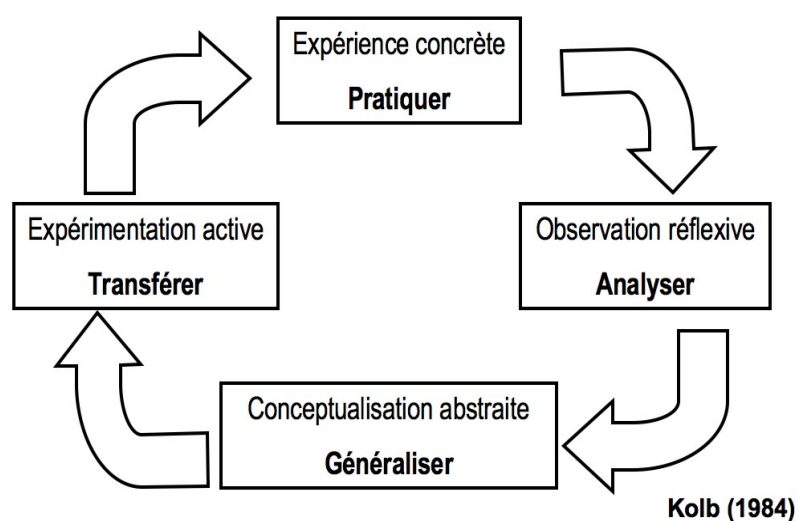 Expérience concrète
Pratiquer
Expérimentation active
Transférer
Observation réflexive
Analyser
Conceptualisation abstraite
Généraliser
Kolb (1984)